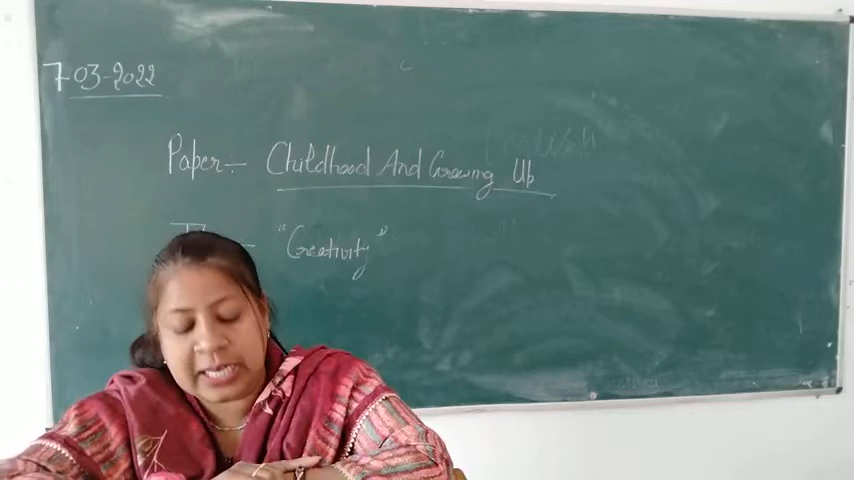 7-03-2022
Paper:- Childhood And Growing Up
- "Creativity"